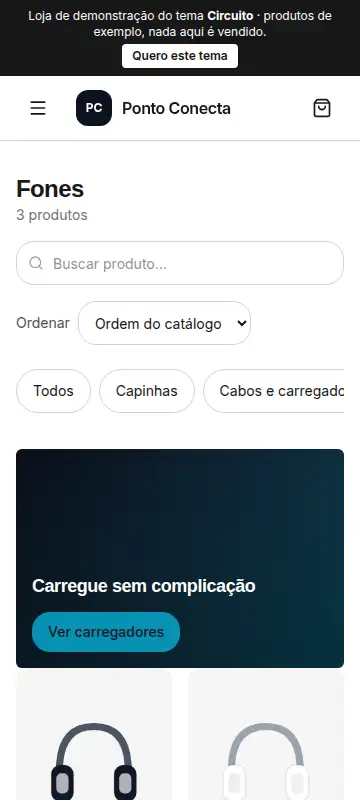 Loja de demonstração do tema Circuito · produtos de
exemplo, nada aqui é vendido.
Quero este tema
PC
Ponto Conecta
Fones
3 produtos
Buscar produto...
Ordenar
Ordem do catálogo
Todos
Capinhas
Cabos e carregado
Carregue sem complicação
Ver carregadores